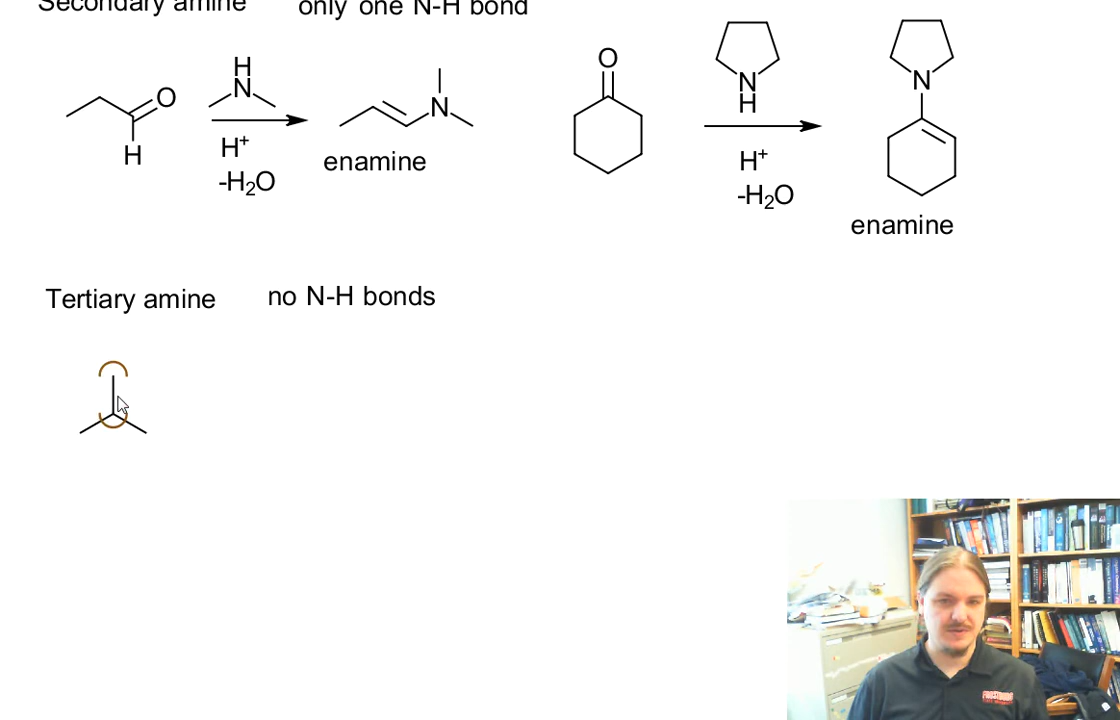 Secondary amine only one N-H bond
O
H
H
N
H+
-H2O
N
enamine
O
N
H
H+
-H2O
N
enamine
Tertiary amine no N-H bonds